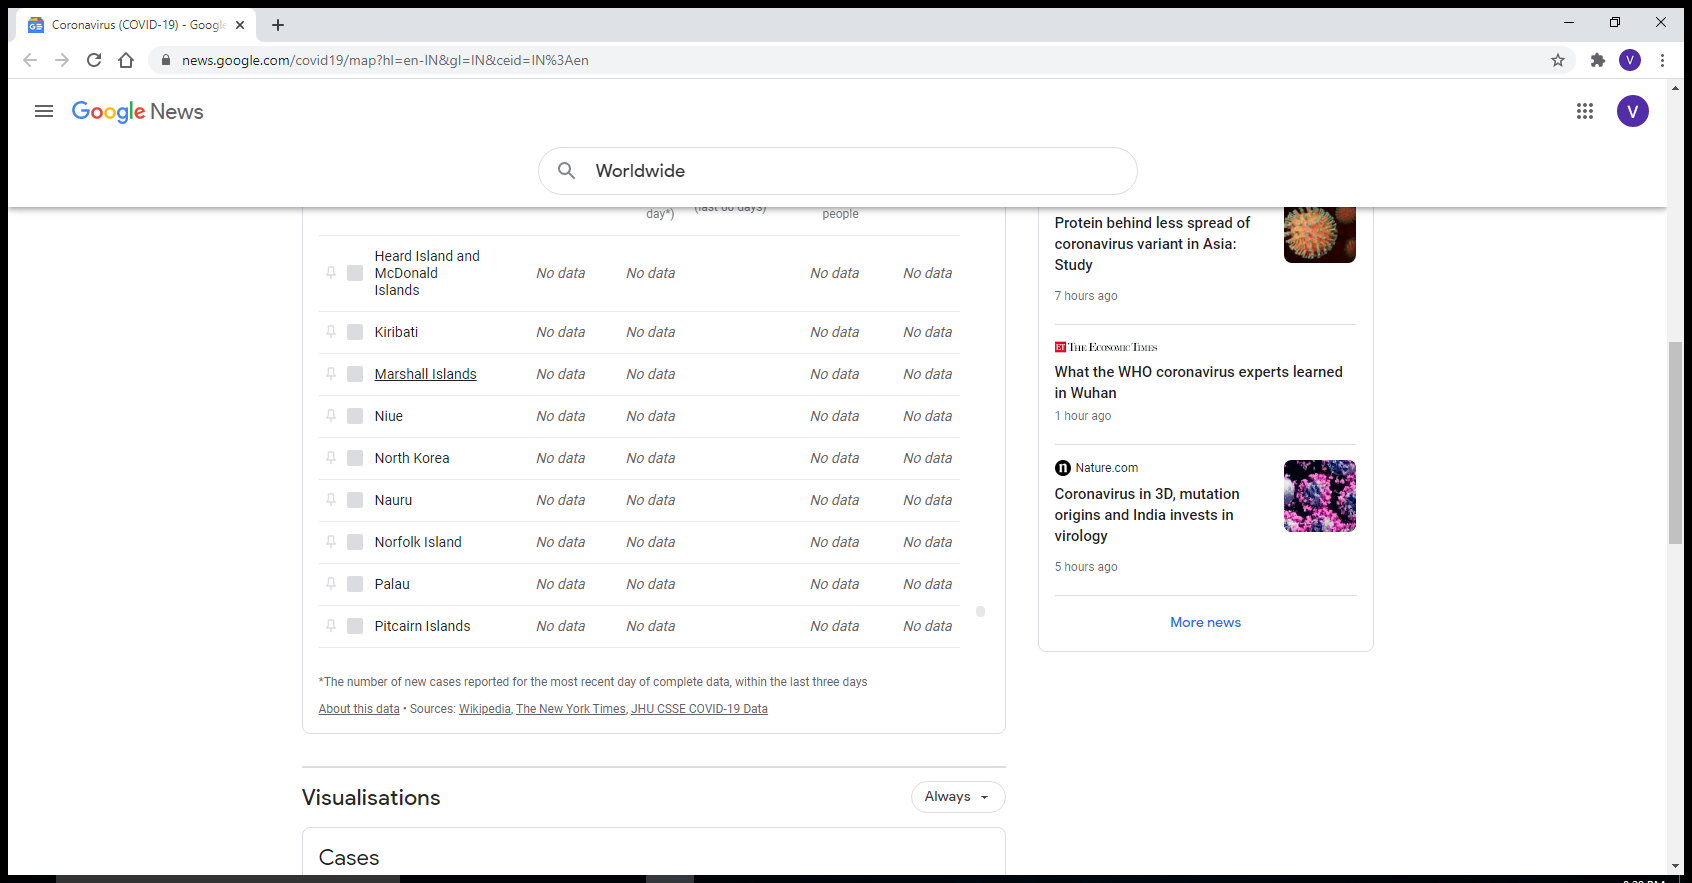 Coronavirus (COVID-19) - Google
news.google.com/covid19/map?hl=en-IN&gl=IN&ceid=IN%3Aen
V
Google News
V
Worldwide
day*)
(last 60 days)
people
Heard Island and
McDonald
Islands
No data No data No data No data
Kiribati No data No data No data No data
Marshall Islands No data No data No data No data
Niue No data No data No data No data
North Korea No data No data No data No data
Nauru No data No data No data No data
Norfolk Island No data No data No data No data
Palau No data No data No data No data
Pitcairn Islands No data No data No data No data
*The number of new cases reported for the most recent day of complete data, within the last three days
About this data • Sources: Wikipedia, The New York Times, JHU CSSE COVID-19 Data
Visualisations
Always
Cases
Protein behind less spread of
coronavirus variant in Asia:
Study
7 hours ago
ET THE ECONOMIC TIMES
What the WHO coronavirus experts learned
in Wuhan
1 hour ago
n Nature.com
Coronavirus in 3D, mutation
origins and India invests in
virology
5 hours ago
More news